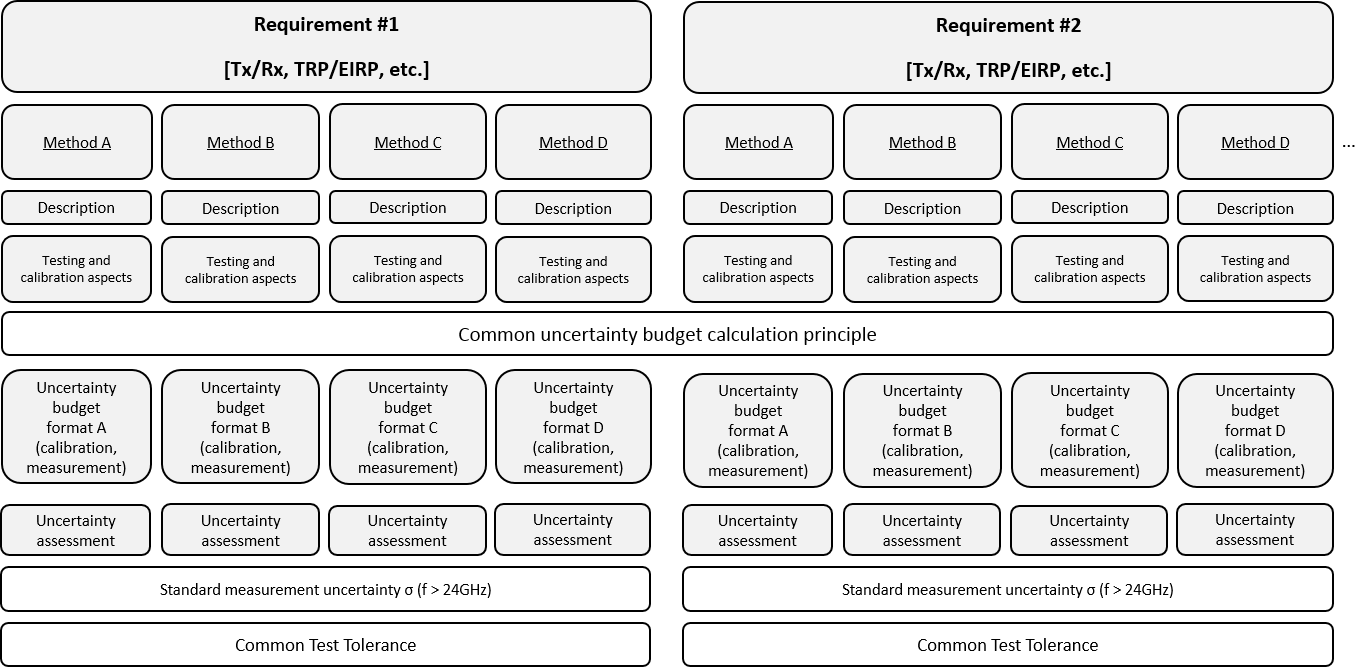 Requirement #1
[Tx/Rx, TRP/EIRP, etc.]
Requirement #2
[Tx/Rx, TRP/EIRP, etc.]
Method A
Method B
Method C
Method D
Method A
Method B
Method C
Method D
...
Description
Description
Description
Description
Description
Description
Description
Description
Testing and
calibration aspects
Testing and
calibration aspects
Testing and
calibration aspects
Testing and
calibration aspects
Testing and
calibration aspects
Testing and
calibration aspects
Testing and
calibration aspects
Testing and
calibration aspects
Common uncertainty budget calculation principle
Uncertainty
budget
format A
(calibration,
measurement)
Uncertainty
budget
format B
(calibration,
measurement)
Uncertainty
budget
format C
(calibration,
measurement)
Uncertainty
budget
format D
(calibration,
measurement)
Uncertainty
budget
format A
(calibration,
measurement)
Uncertainty
budget
format B
(calibration,
measurement)
Uncertainty
budget
format C
(calibration,
measurement)
Uncertainty
budget
format D
(calibration,
measurement)
Uncertainty
assessment
Uncertainty
assessment
Uncertainty
assessment
Uncertainty
assessment
Uncertainty
assessment
Uncertainty
assessment
Uncertainty
assessment
Uncertainty
assessment
Standard measurement uncertainty σ (f > 24GHz)
Standard measurement uncertainty σ (f > 24GHz)
Common Test Tolerance
Common Test Tolerance